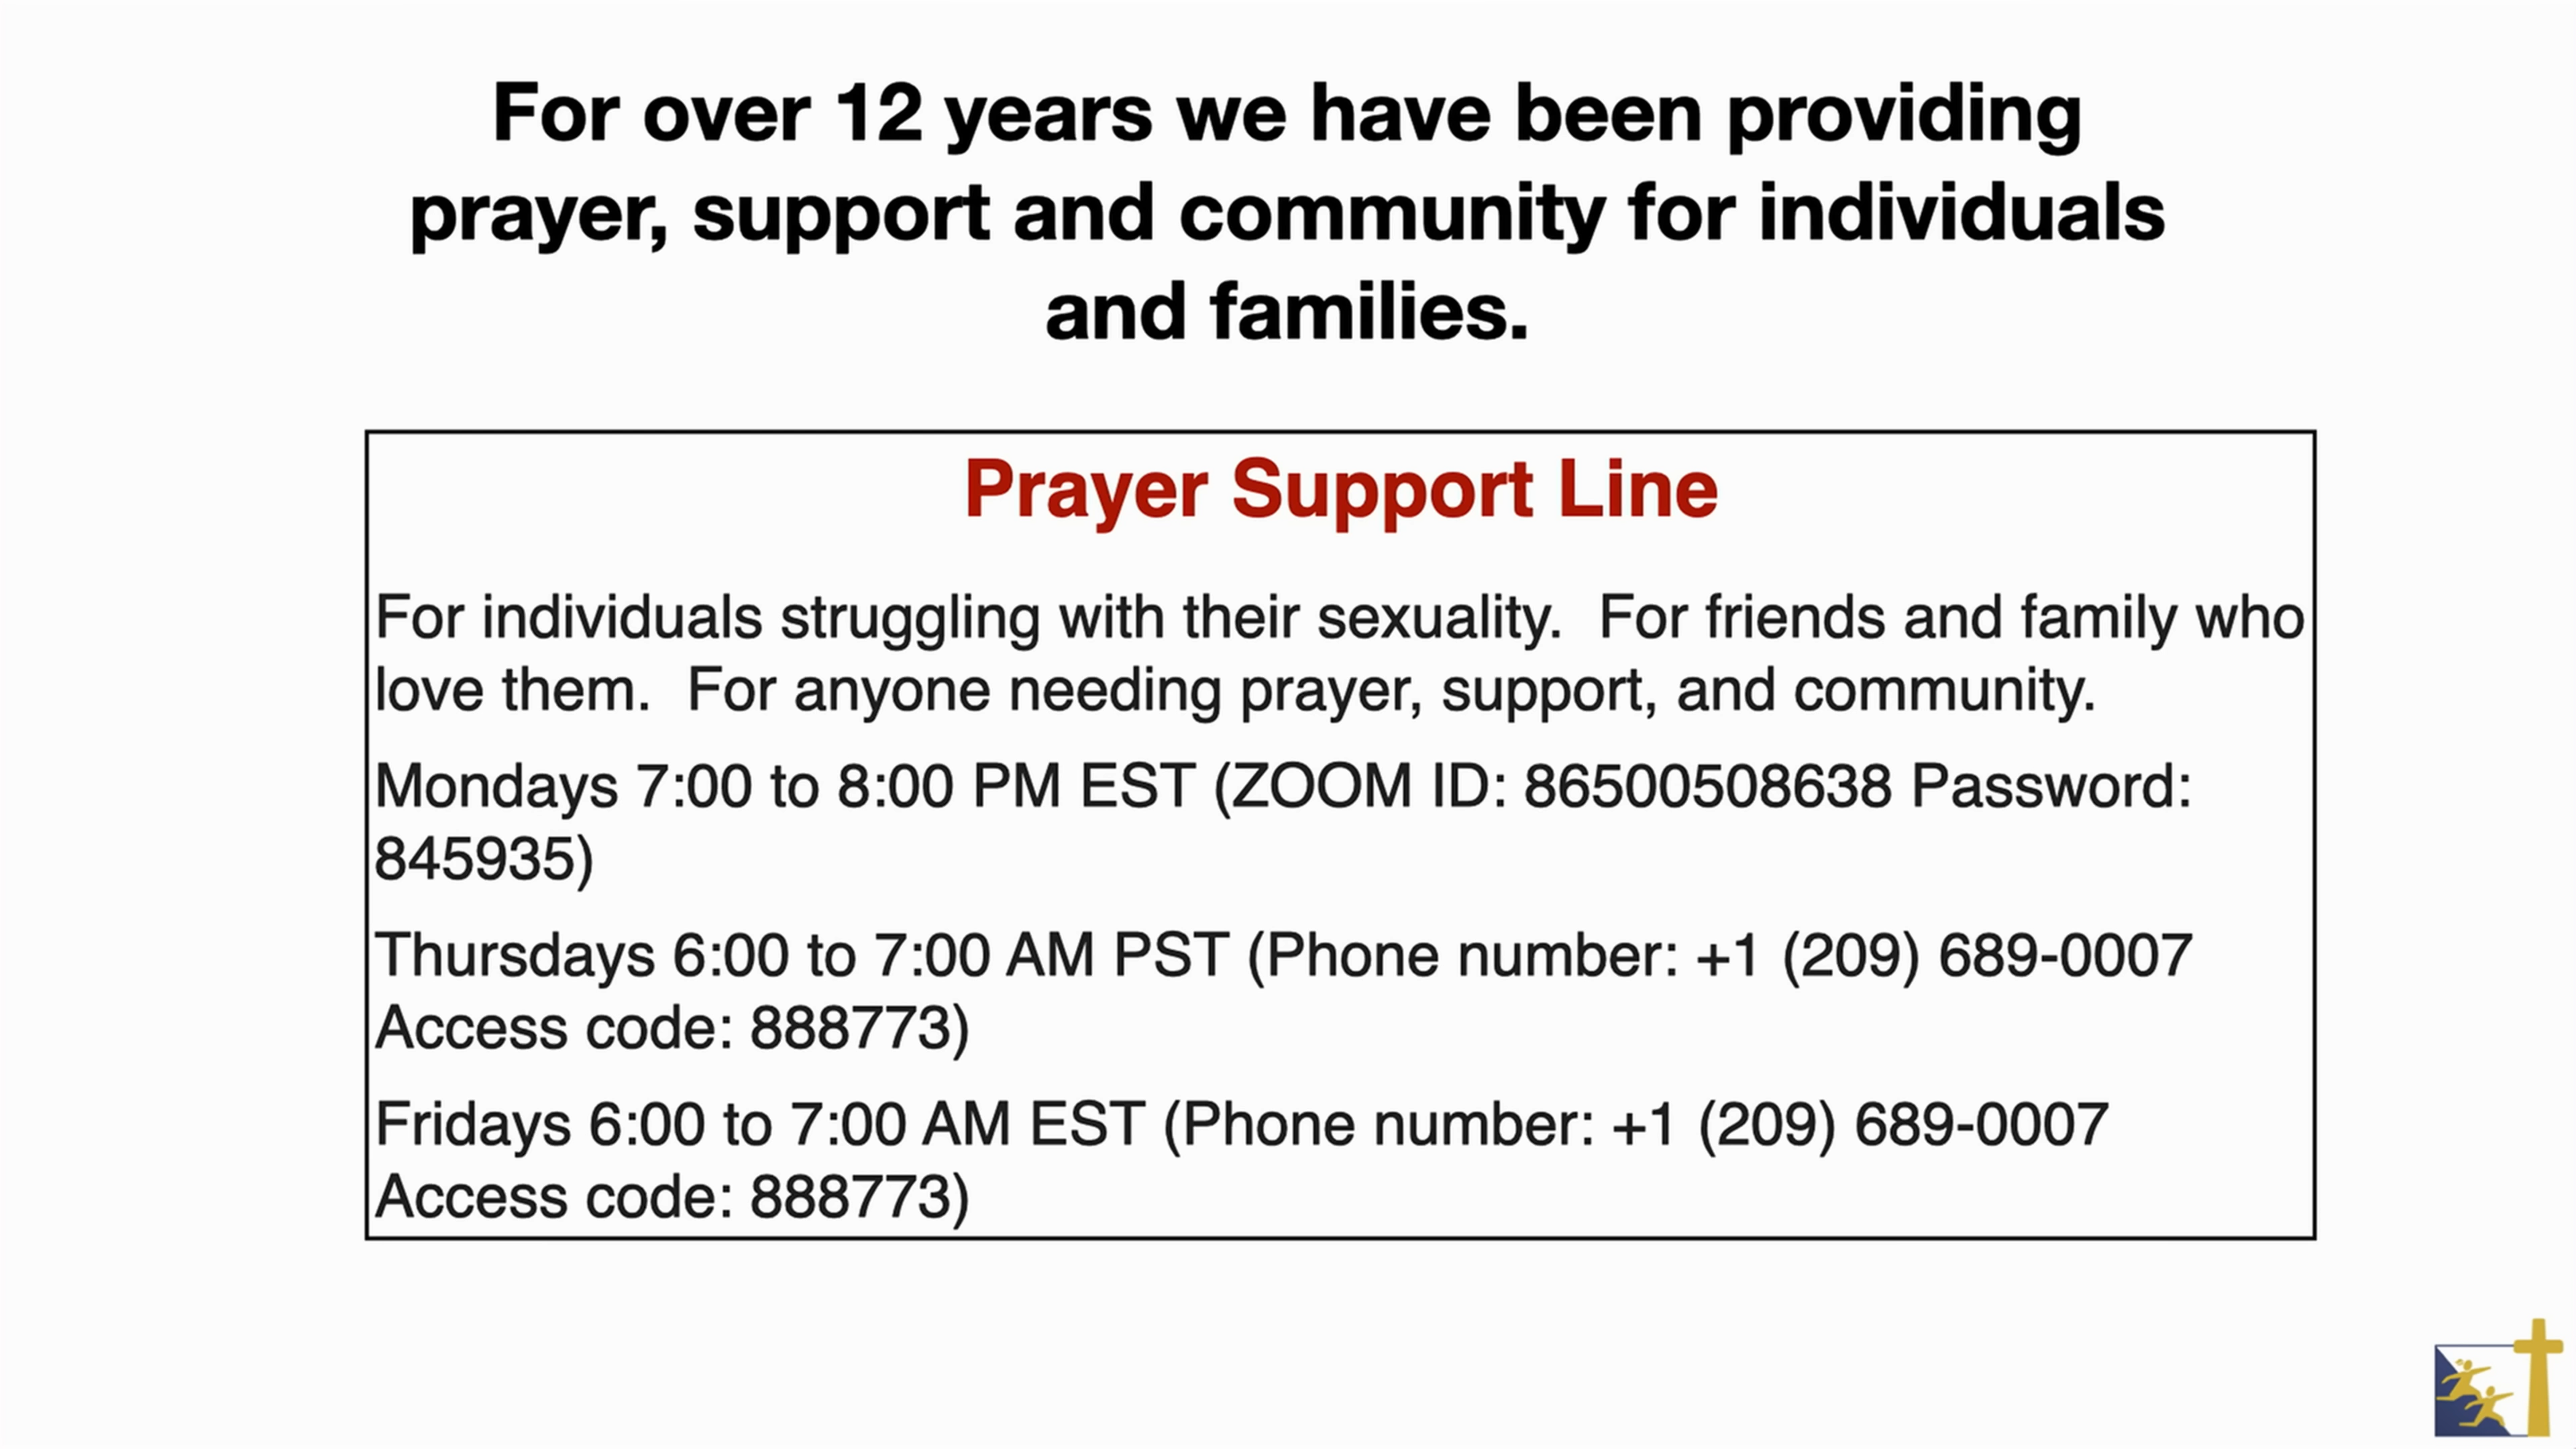 For over 12 years we have been providing
prayer, support and community for individuals
and families.
Prayer Support Line
For individuals struggling with their sexuality.  For friends and family who
love them.  For anyone needing prayer, support, and community.
Mondays 7:00 to 8:00 PM EST (ZOOM ID: 86500508638 Password:
845935)
Thursdays 6:00 to 7:00 AM PST (Phone number: +1 (209) 689-0007
Access code: 888773)
Fridays 6:00 to 7:00 AM EST (Phone number: +1 (209) 689-0007
Access code: 888773)